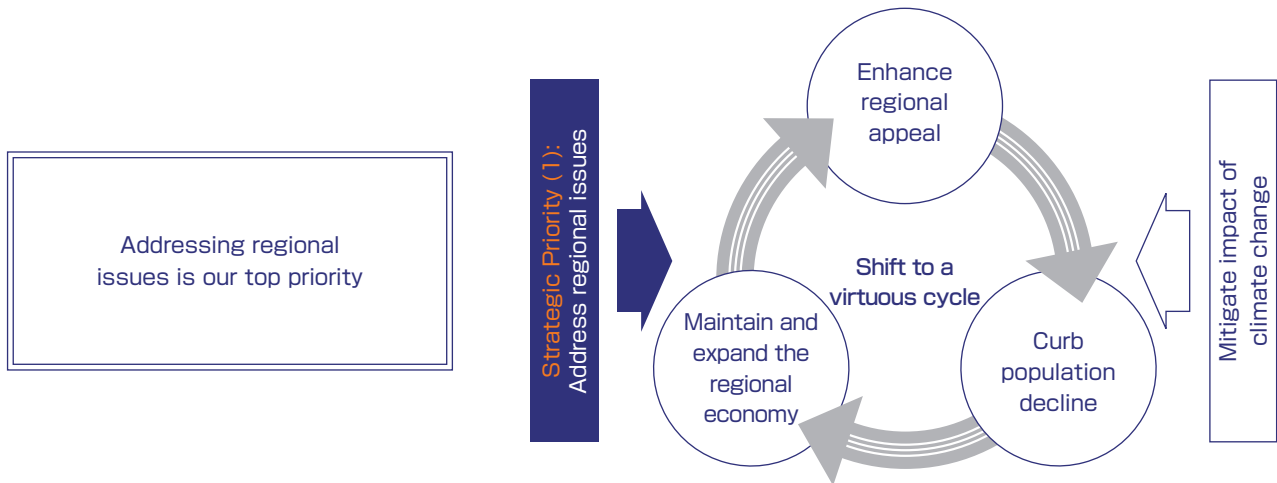 Addressing regional
issues is our top priority
Strategic Priority (1):
Address regional issues
Enhance
regional
appeal
Shift to a
virtuous cycle
Maintain and
expand the
regional
economy
Curb
population
decline
Mitigate impact of
climate change